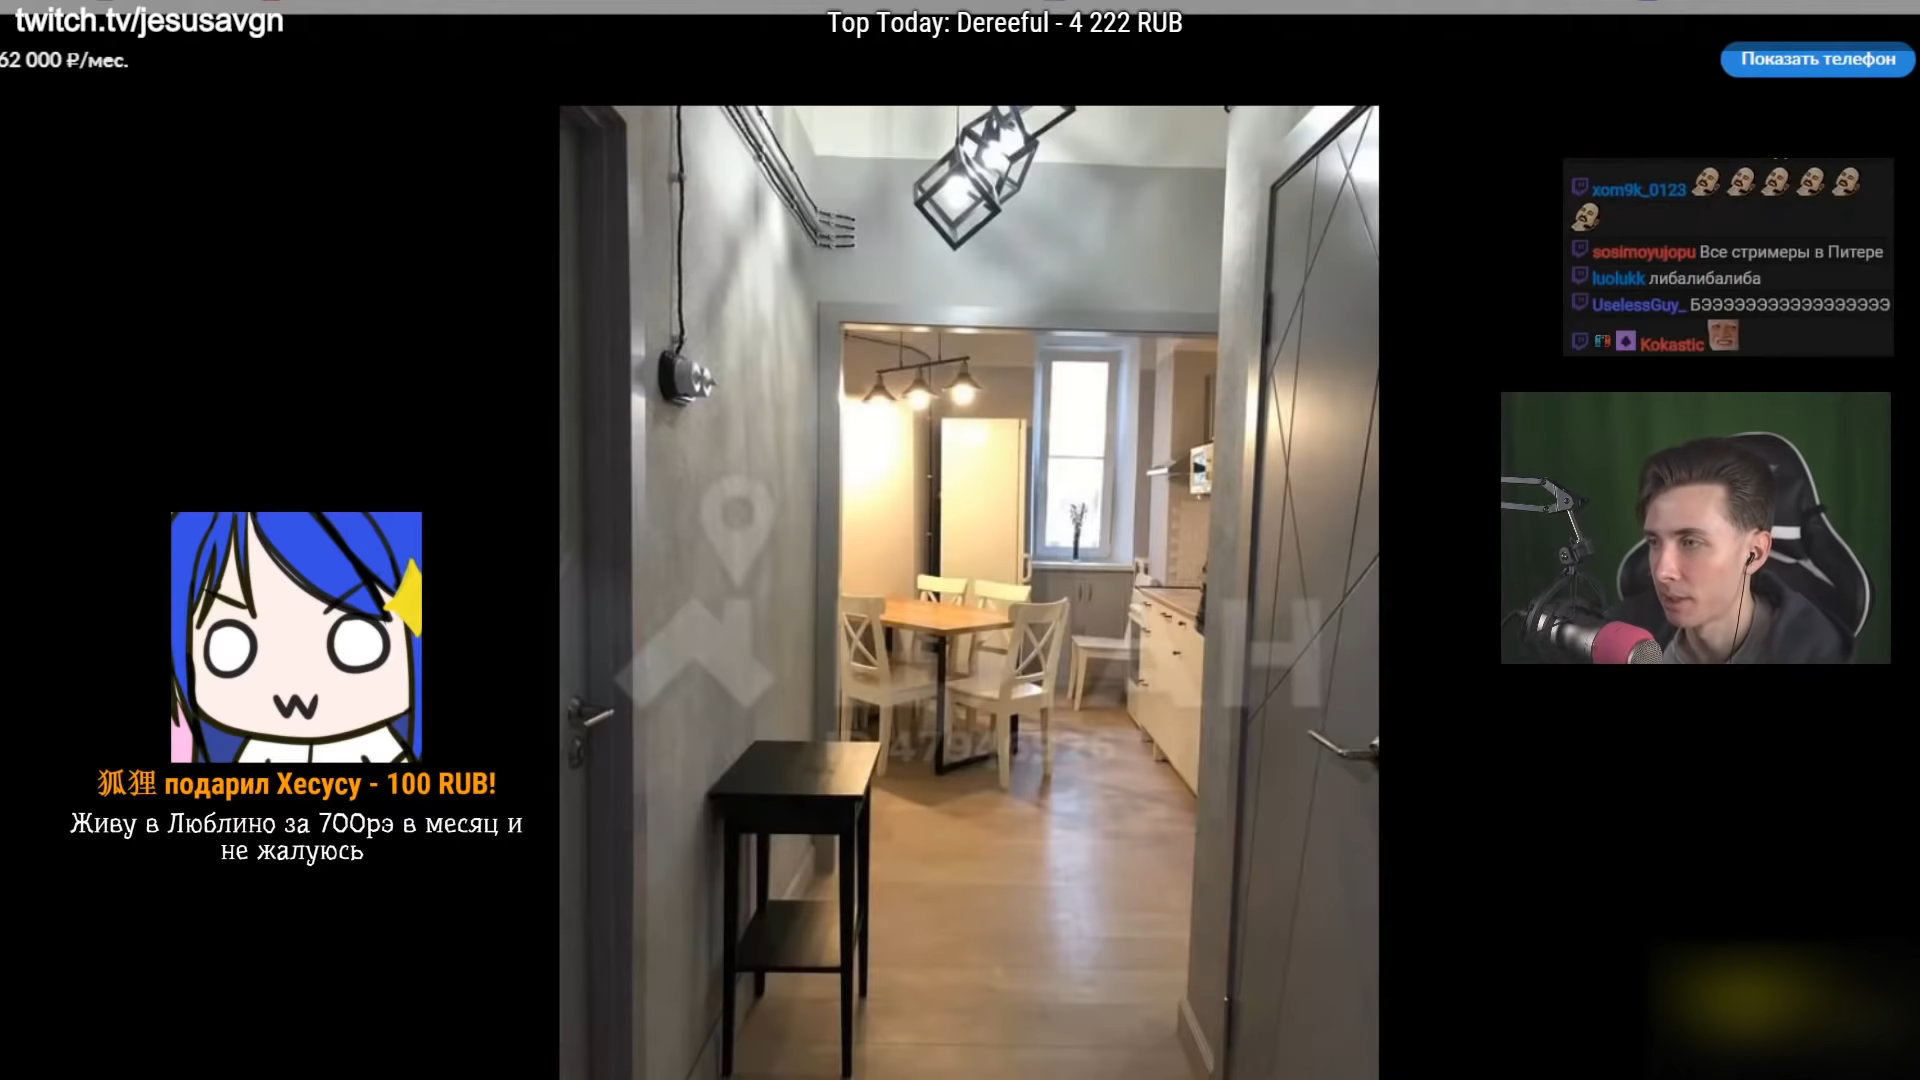 twitch.tv/jesusavgn
Top Today: Dereeful - 4 222 RUB
62 000 ₽/мес.
Показать телефон
xom9k_0123
sosimoyujopu Все стримеры в Питере
luolukk либалибалиба
UselessGuy_ БЭЭЭЭЭЭЭЭЭЭЭЭЭЭЭЭЭ
Kokastic
狐狸 подарил Хесусу - 100 RUB!
Живу в Люблино за 700рэ в месяц и
не жалуюсь